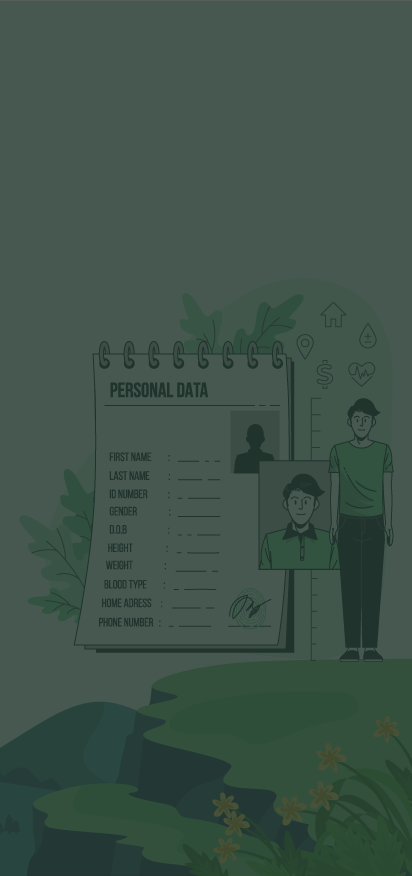 PERSONAL DATA
FIRST NAME :
LAST NAME :
ID NUMBER :
GENDER :
D.O.B :
HEIGHT :
WEIGHT :
BLOOD TYPE :
HOME ADRESS :
PHONE NUMBER :